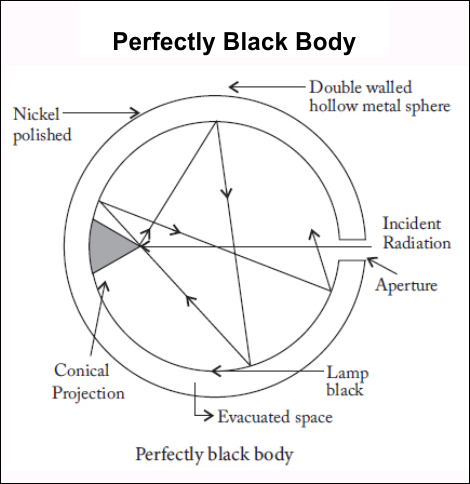 Perfectly Black Body
Double walled
hollow metal sphere
Nickel
polished
Incident
Radiation
Aperture
Conical
Projection
Lamp
black
Evacuated space
Perfectly black body